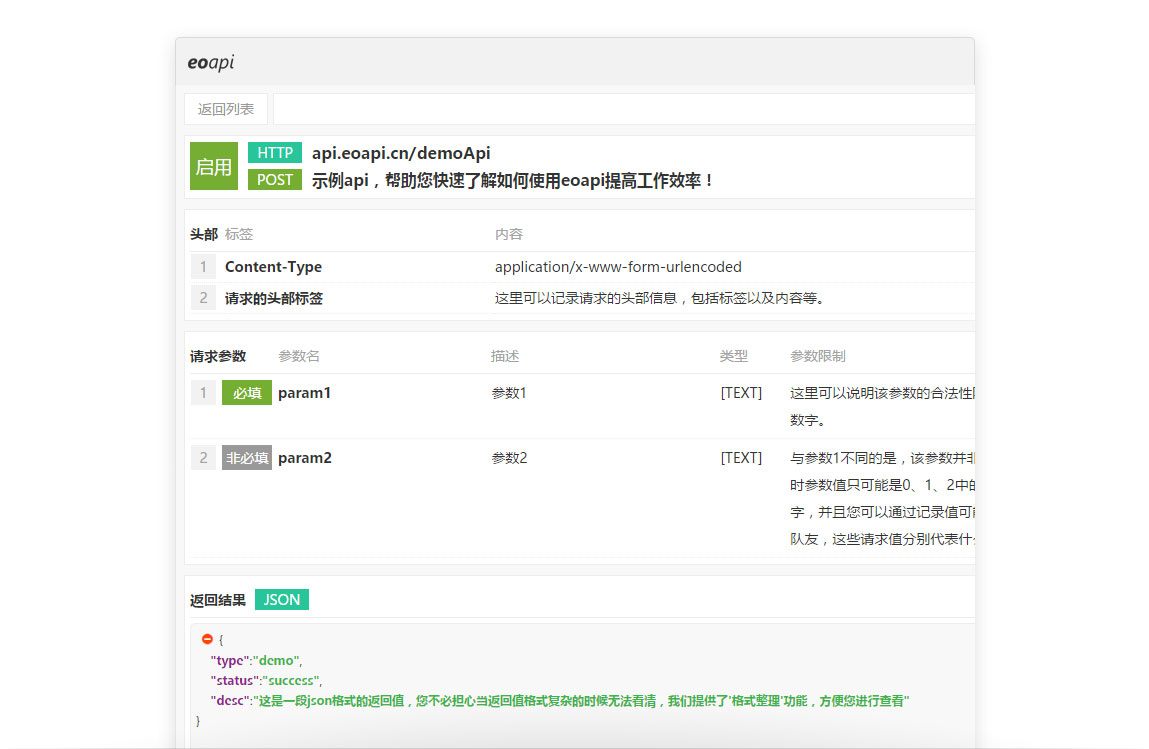 eoapi
返回列表
启用 HTTP api.eoapi.cn/demoApi
POST 示例api，帮助您快速了解如何使用eoapi提高工作效率！
头部 标签 内容
1 Content-Type application/x-www-form-urlencoded
2 请求的头部标签 这里可以记录请求的头部信息，包括标签以及内容等。
请求参数 参数名 描述 类型 参数限制
1 必填 param1 参数1 [TEXT] 这里可以说明该参数的合法性
数字。
2 非必填 param2 参数2 [TEXT] 与参数1不同的是，该参数并非
时参数值只可能是0、1、2中的
字，并且您可以通过记录值可能
队友，这些请求值分别代表什
返回结果 JSON
{
"type":"demo",
"status":"success",
"desc":"这是一段json格式的返回值，您不必担心当返回值格式复杂的时候无法看清，我们提供了'格式整理'功能，方便您进行查看"
}